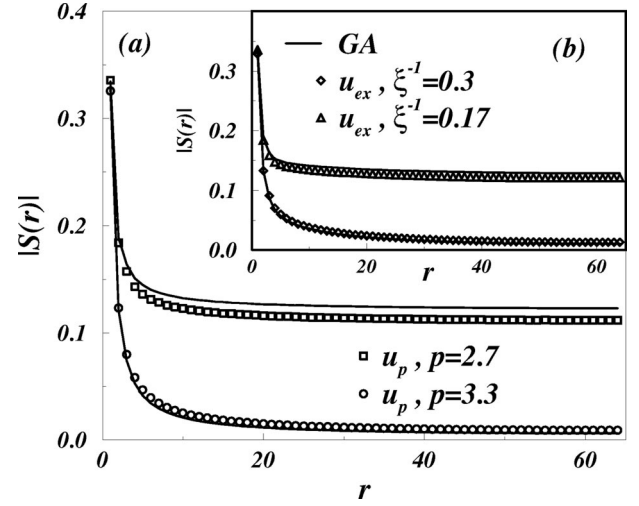 (a)
|S(r)|
0.4
0.3
0.2
0.1
0.0
0
20
40
60
r
u_p , p=2.7
u_p , p=3.3
(b)
|S(r)|
0.3
0.2
0.1
0.0
0
20
40
60
r
GA
u_ex , ξ⁻¹=0.3
u_ex , ξ⁻¹=0.17